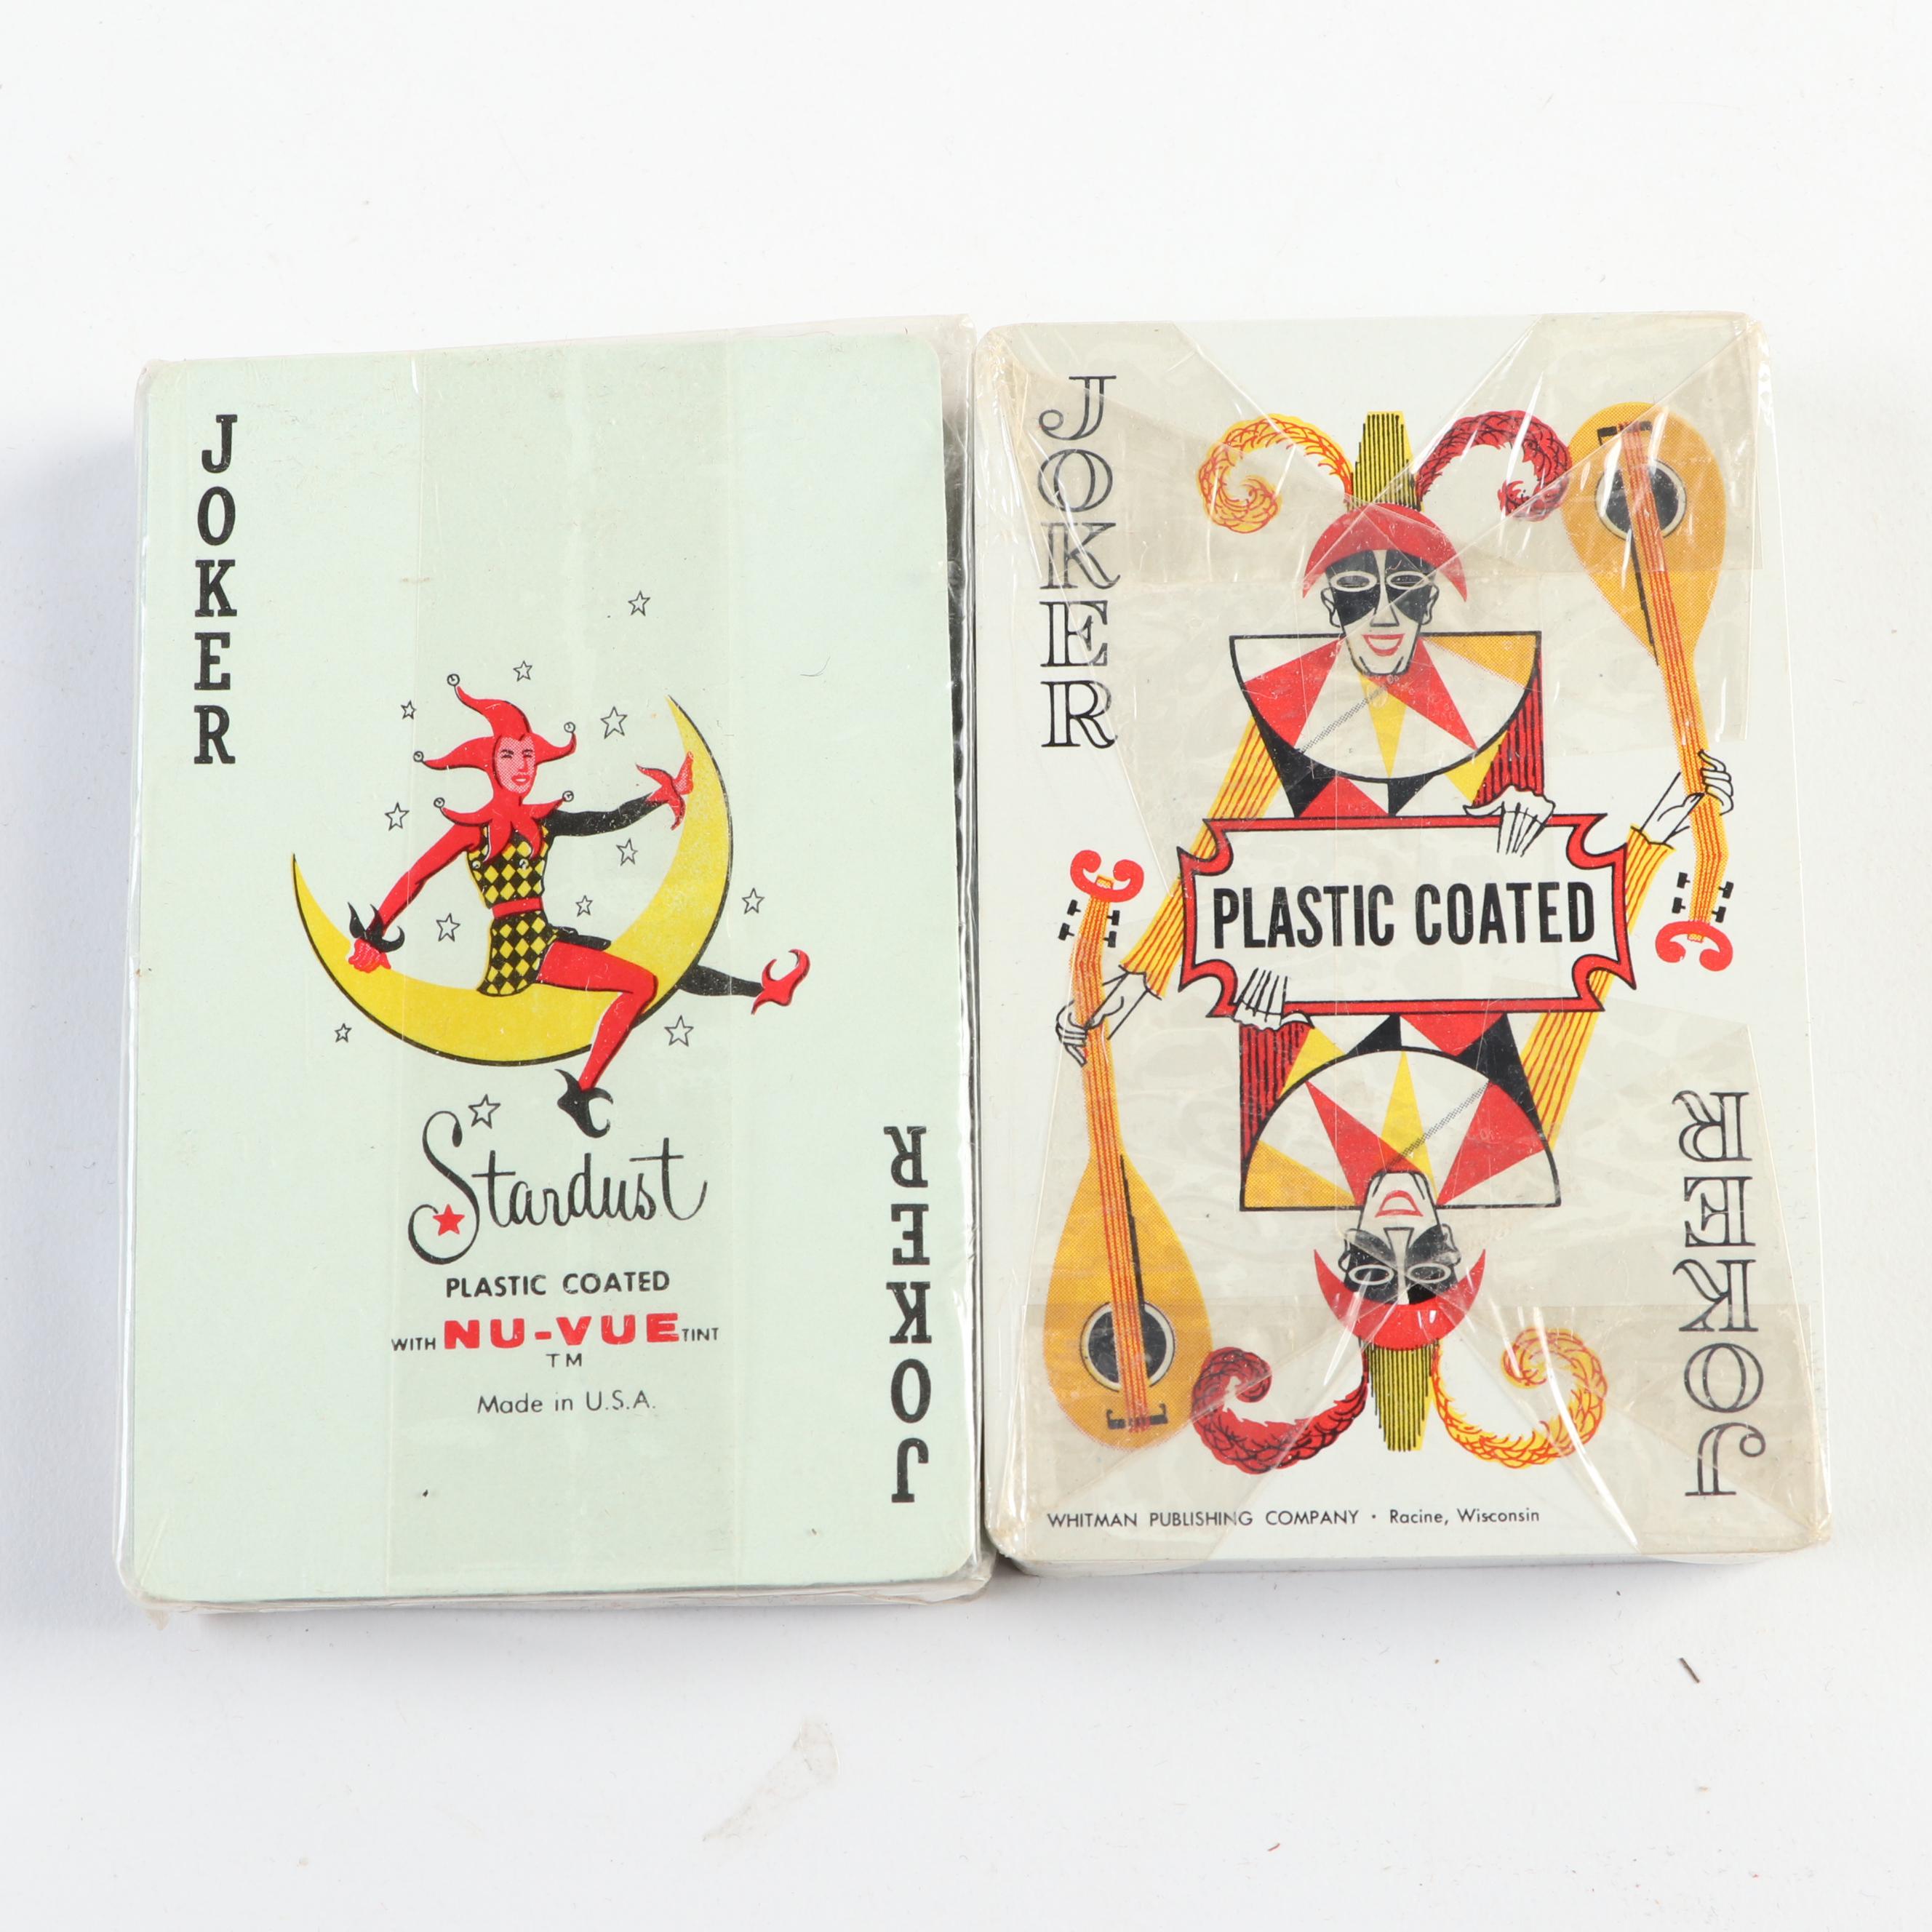 JOKER
Stardust
PLASTIC COATED
WITH NU-VUE TINT
TM
Made in U.S.A.
JOKER
JOKER
PLASTIC COATED
JOKER
WHITMAN PUBLISHING COMPANY • Racine, Wisconsin